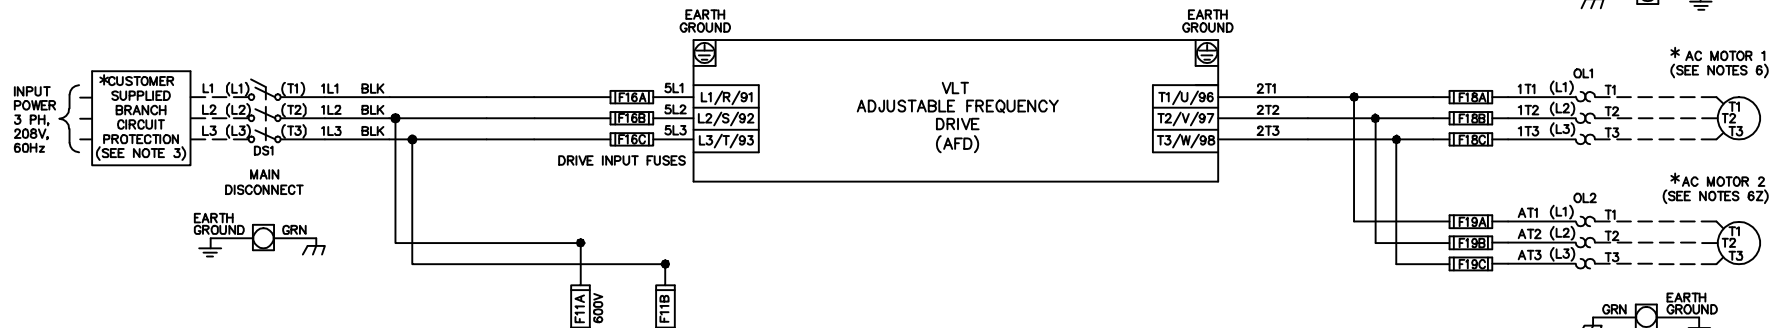 EARTH
GROUND
EARTH
GROUND
* AC MOTOR 1
(SEE NOTES 6)
INPUT
POWER
3 PH,
208V,
60Hz
*CUSTOMER
SUPPLIED
BRANCH
CIRCUIT
PROTECTION
(SEE NOTE 3)
L1 (L1) (T1) 1L1 BLK
L2 (L2) (T2) 1L2 BLK
L3 (L3) (T3) 1L3 BLK
DS1
MAIN
DISCONNECT
F16A 5L1
F16B 5L2
F16C 5L3
DRIVE INPUT FUSES
L1/R/91
L2/S/92
L3/T/93
VLT
ADJUSTABLE FREQUENCY
DRIVE
(AFD)
T1/U/96 2T1
T2/V/97 2T2
T3/W/98 2T3
OL1
F18A 1T1 (L1) T1
F18B 1T2 (L2) T2
F18C 1T3 (L3) T3
T1
T2
T3
* AC MOTOR 2
(SEE NOTES 6Z)
OL2
F19A AT1 (L1) T1
F19B AT2 (L2) T2
F19C AT3 (L3) T3
T1
T2
T3
EARTH
GROUND GRN
F11A
600V
F11B
GRN EARTH
GROUND